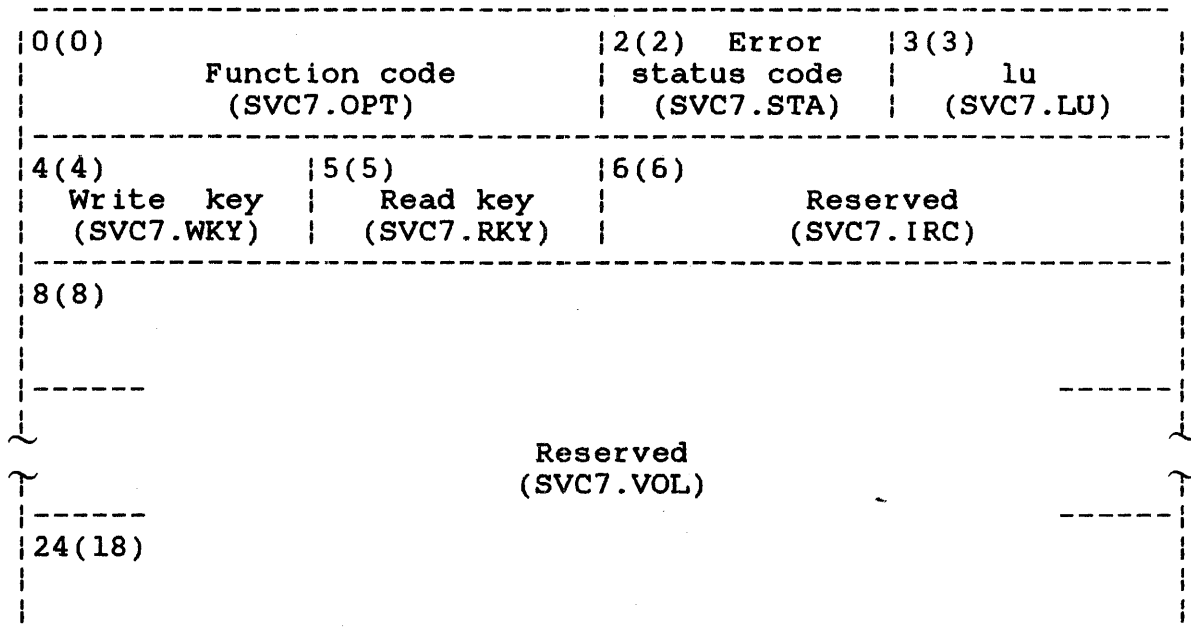 0(0) 2(2) Error 3(3)
Function code status code lu
(SVC7.OPT) (SVC7.STA) (SVC7.LU)
4(4) 5(5) 6(6)
Write key Read key Reserved
(SVC7.WKY) (SVC7.RKY) (SVC7.IRC)
8(8)
Reserved
(SVC7.VOL)
24(18)